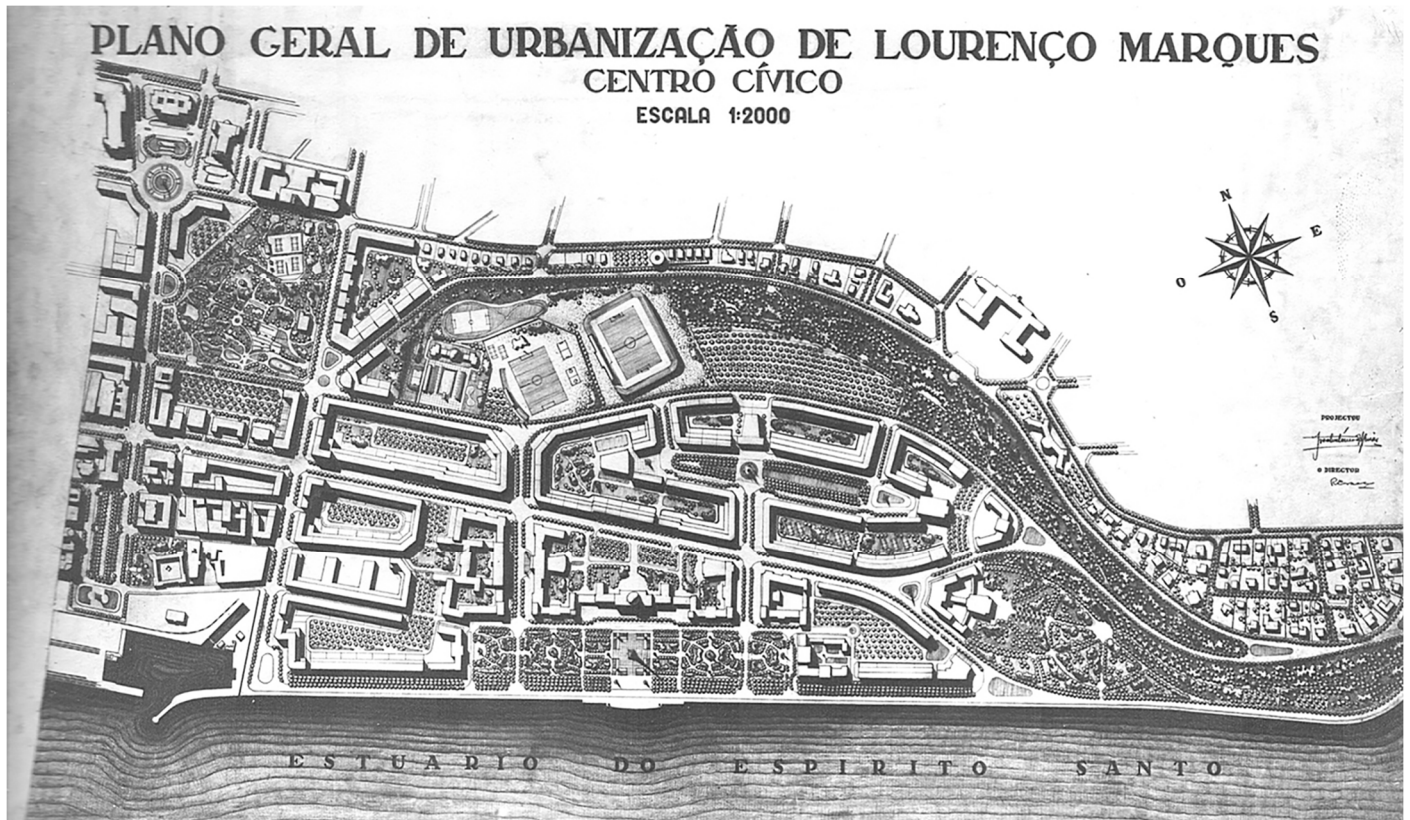 PLANO GERAL DE URBANIZAÇÃO DE LOURENÇO MARQUES
CENTRO CÍVICO
ESCALA 1:2000
N
E
O
S
PROJECTOU
O DIRECTOR
ESTUARIO DO ESPIRITO SANTO